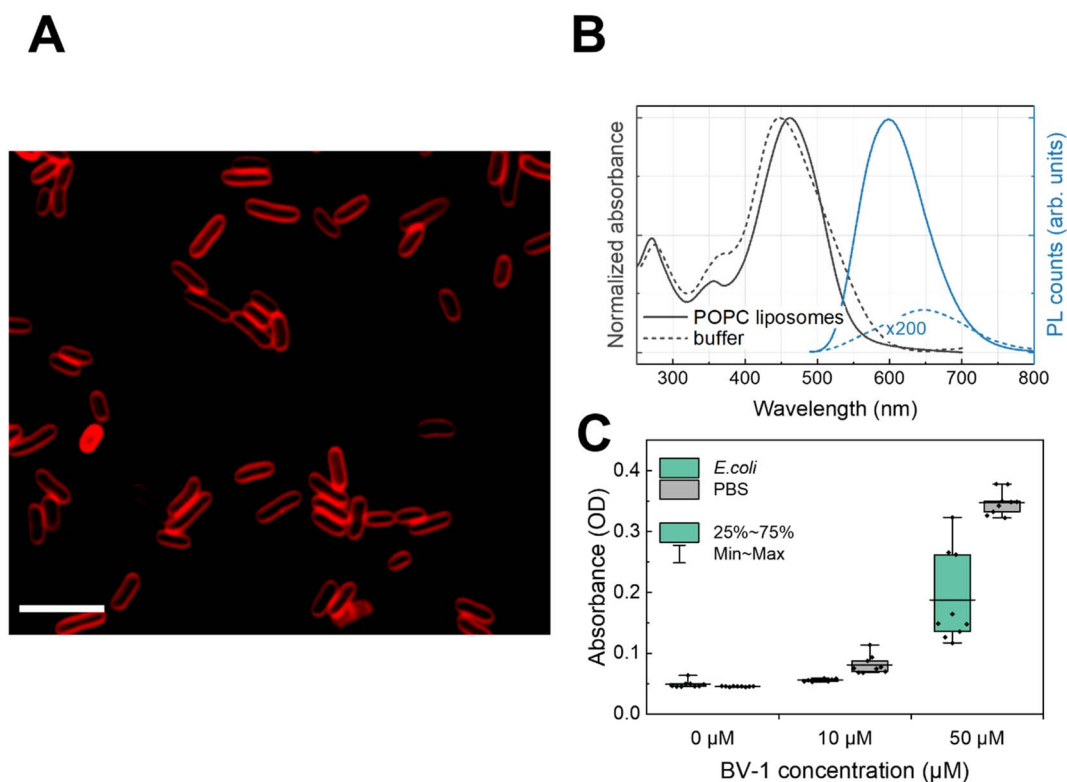 A
B
Normalized absorbance
PL counts (arb. units)
POPC liposomes
buffer
x200
300 400 500 600 700 800
Wavelength (nm)
C
Absorbance (OD)
0.4
0.3
0.2
0.1
0.0
E.coli
PBS
25%~75%
Min~Max
0 µM 10 µM 50 µM
BV-1 concentration (µM)